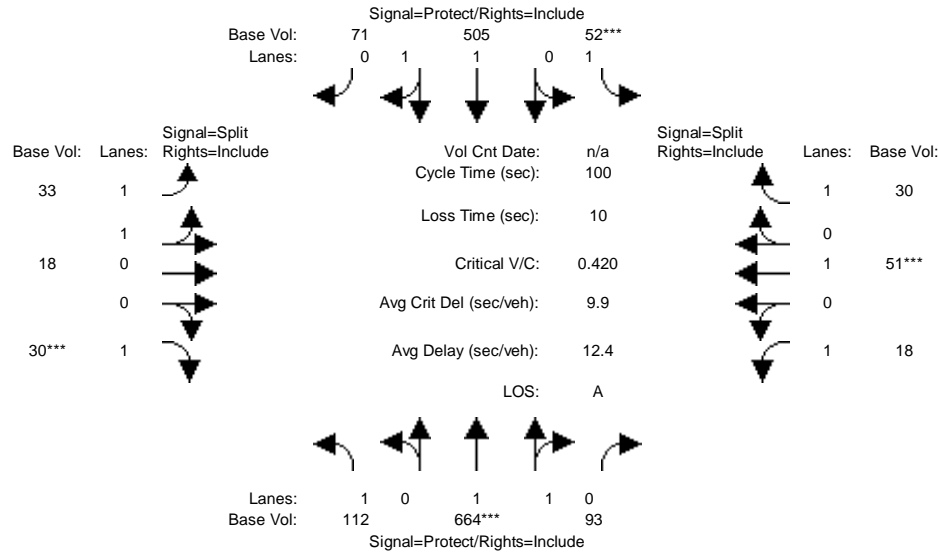 Signal=Protect/Rights=Include
Base Vol: 71 505 52***
Lanes: 0 1 1 0 1
Signal=Split
Base Vol: Lanes: Rights=Include
Vol Cnt Date: n/a
Signal=Split
Rights=Include Lanes: Base Vol:
Cycle Time (sec): 100
33 1
1 30
Loss Time (sec): 10
1
0
18 0
Critical V/C: 0.420
1 51***
0
Avg Crit Del (sec/veh): 9.9
0
30*** 1
Avg Delay (sec/veh): 12.4
1 18
LOS: A
Lanes: 1 0 1 1 0
Base Vol: 112 664*** 93
Signal=Protect/Rights=Include